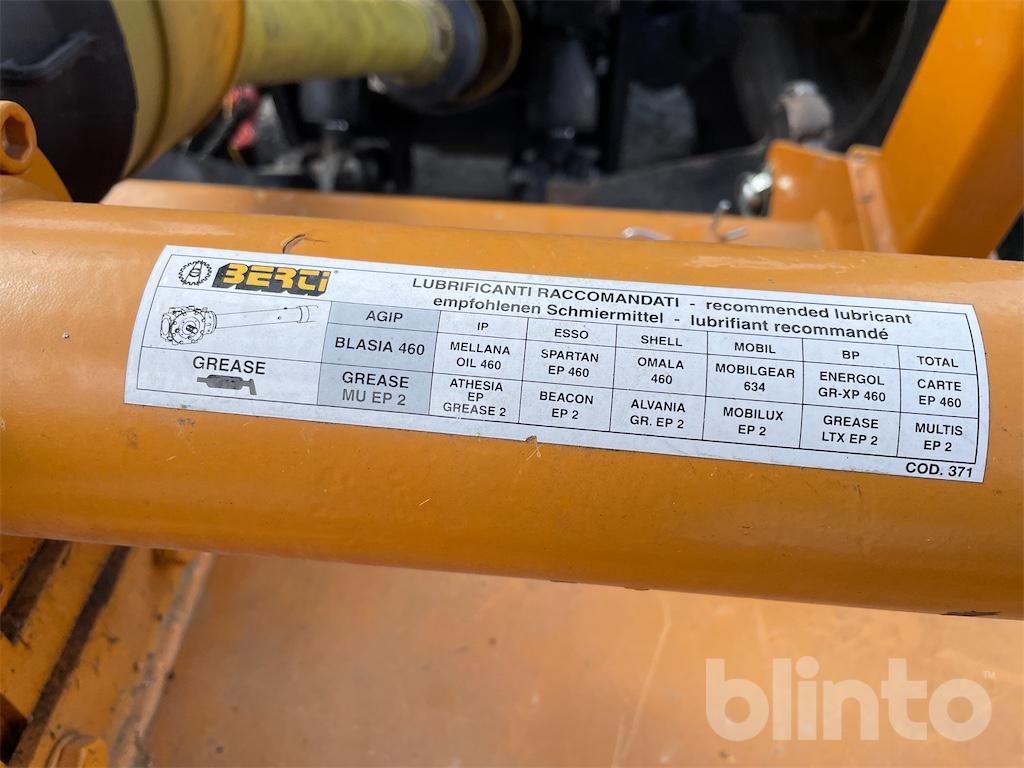 BERTI
LUBRIFICANTI RACCOMANDATI - recommended lubricant
empfohlenen Schmiermittel - lubrifiant recommandé
AGIP IP ESSO SHELL MOBIL BP TOTAL
BLASIA 460
MELLANA
OIL 460
SPARTAN
EP 460
OMALA
460
MOBILGEAR
634
ENERGOL
GR-XP 460
CARTE
EP 460
GREASE
GREASE
MU EP 2
ATHESIA
EP
GREASE 2
BEACON
EP 2
ALVANIA
GR. EP 2
MOBILUX
EP 2
GREASE
LTX EP 2
MULTIS
EP 2
COD. 371
blinto™